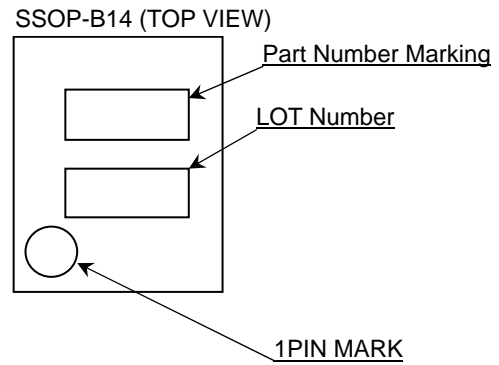 SSOP-B14 (TOP VIEW)
Part Number Marking
LOT Number
1PIN MARK